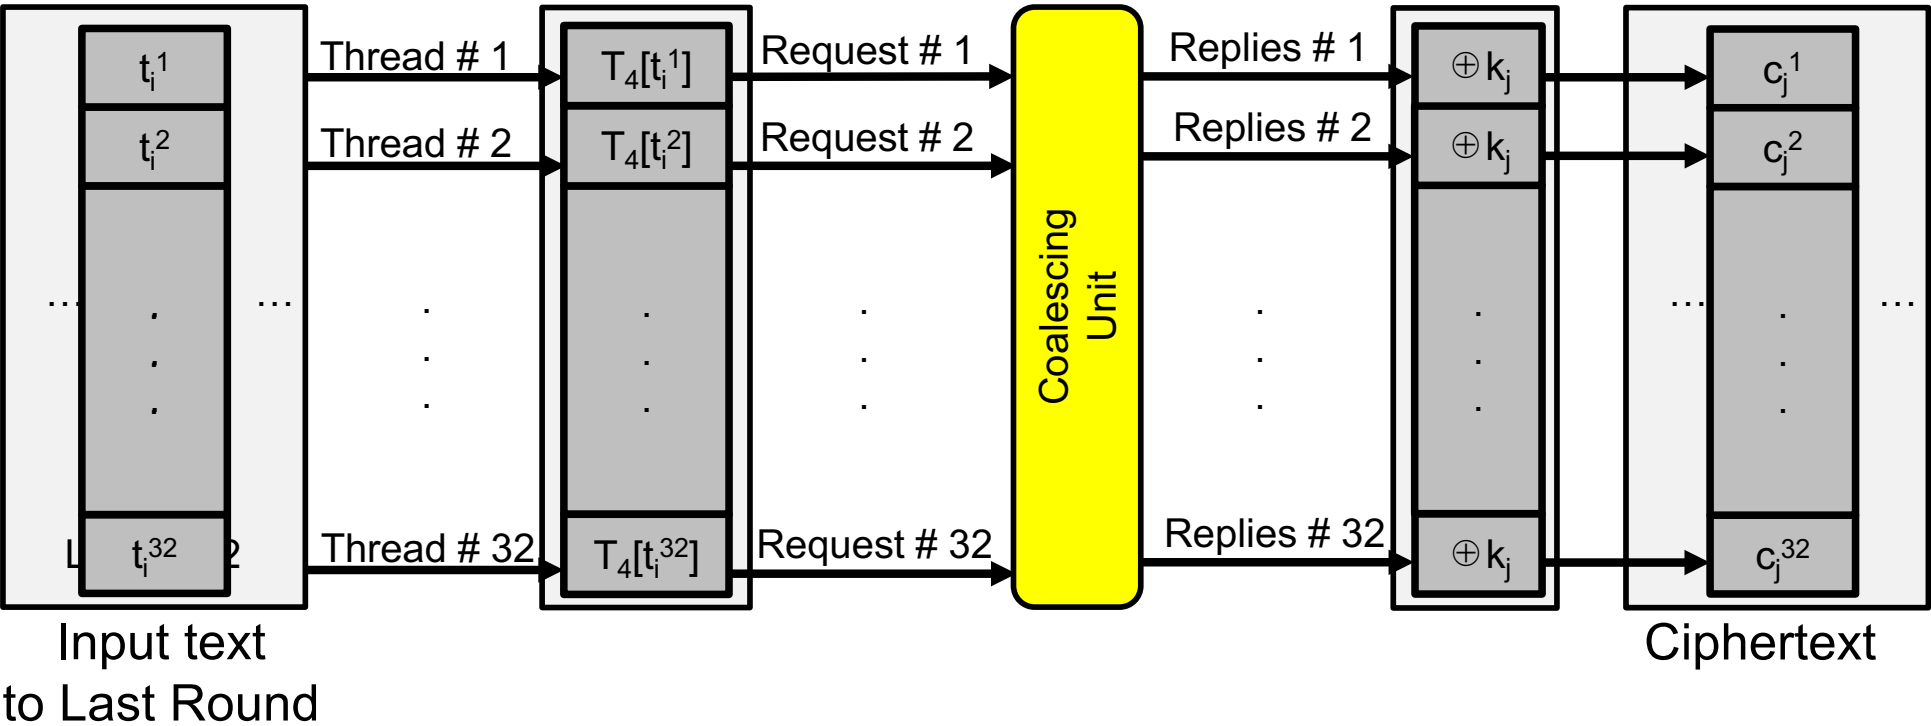 t_i^1 Thread # 1 T_4[t_i^1] Request # 1 Replies # 1 ⊕ k_j c_j^1
t_i^2 Thread # 2 T_4[t_i^2] Request # 2 Replies # 2 ⊕ k_j c_j^2
Coalescing
Unit
... ... ... ...
t_i^32 Thread # 32 T_4[t_i^32] Request # 32 Replies # 32 ⊕ k_j c_j^32
Input text
to Last Round
Ciphertext